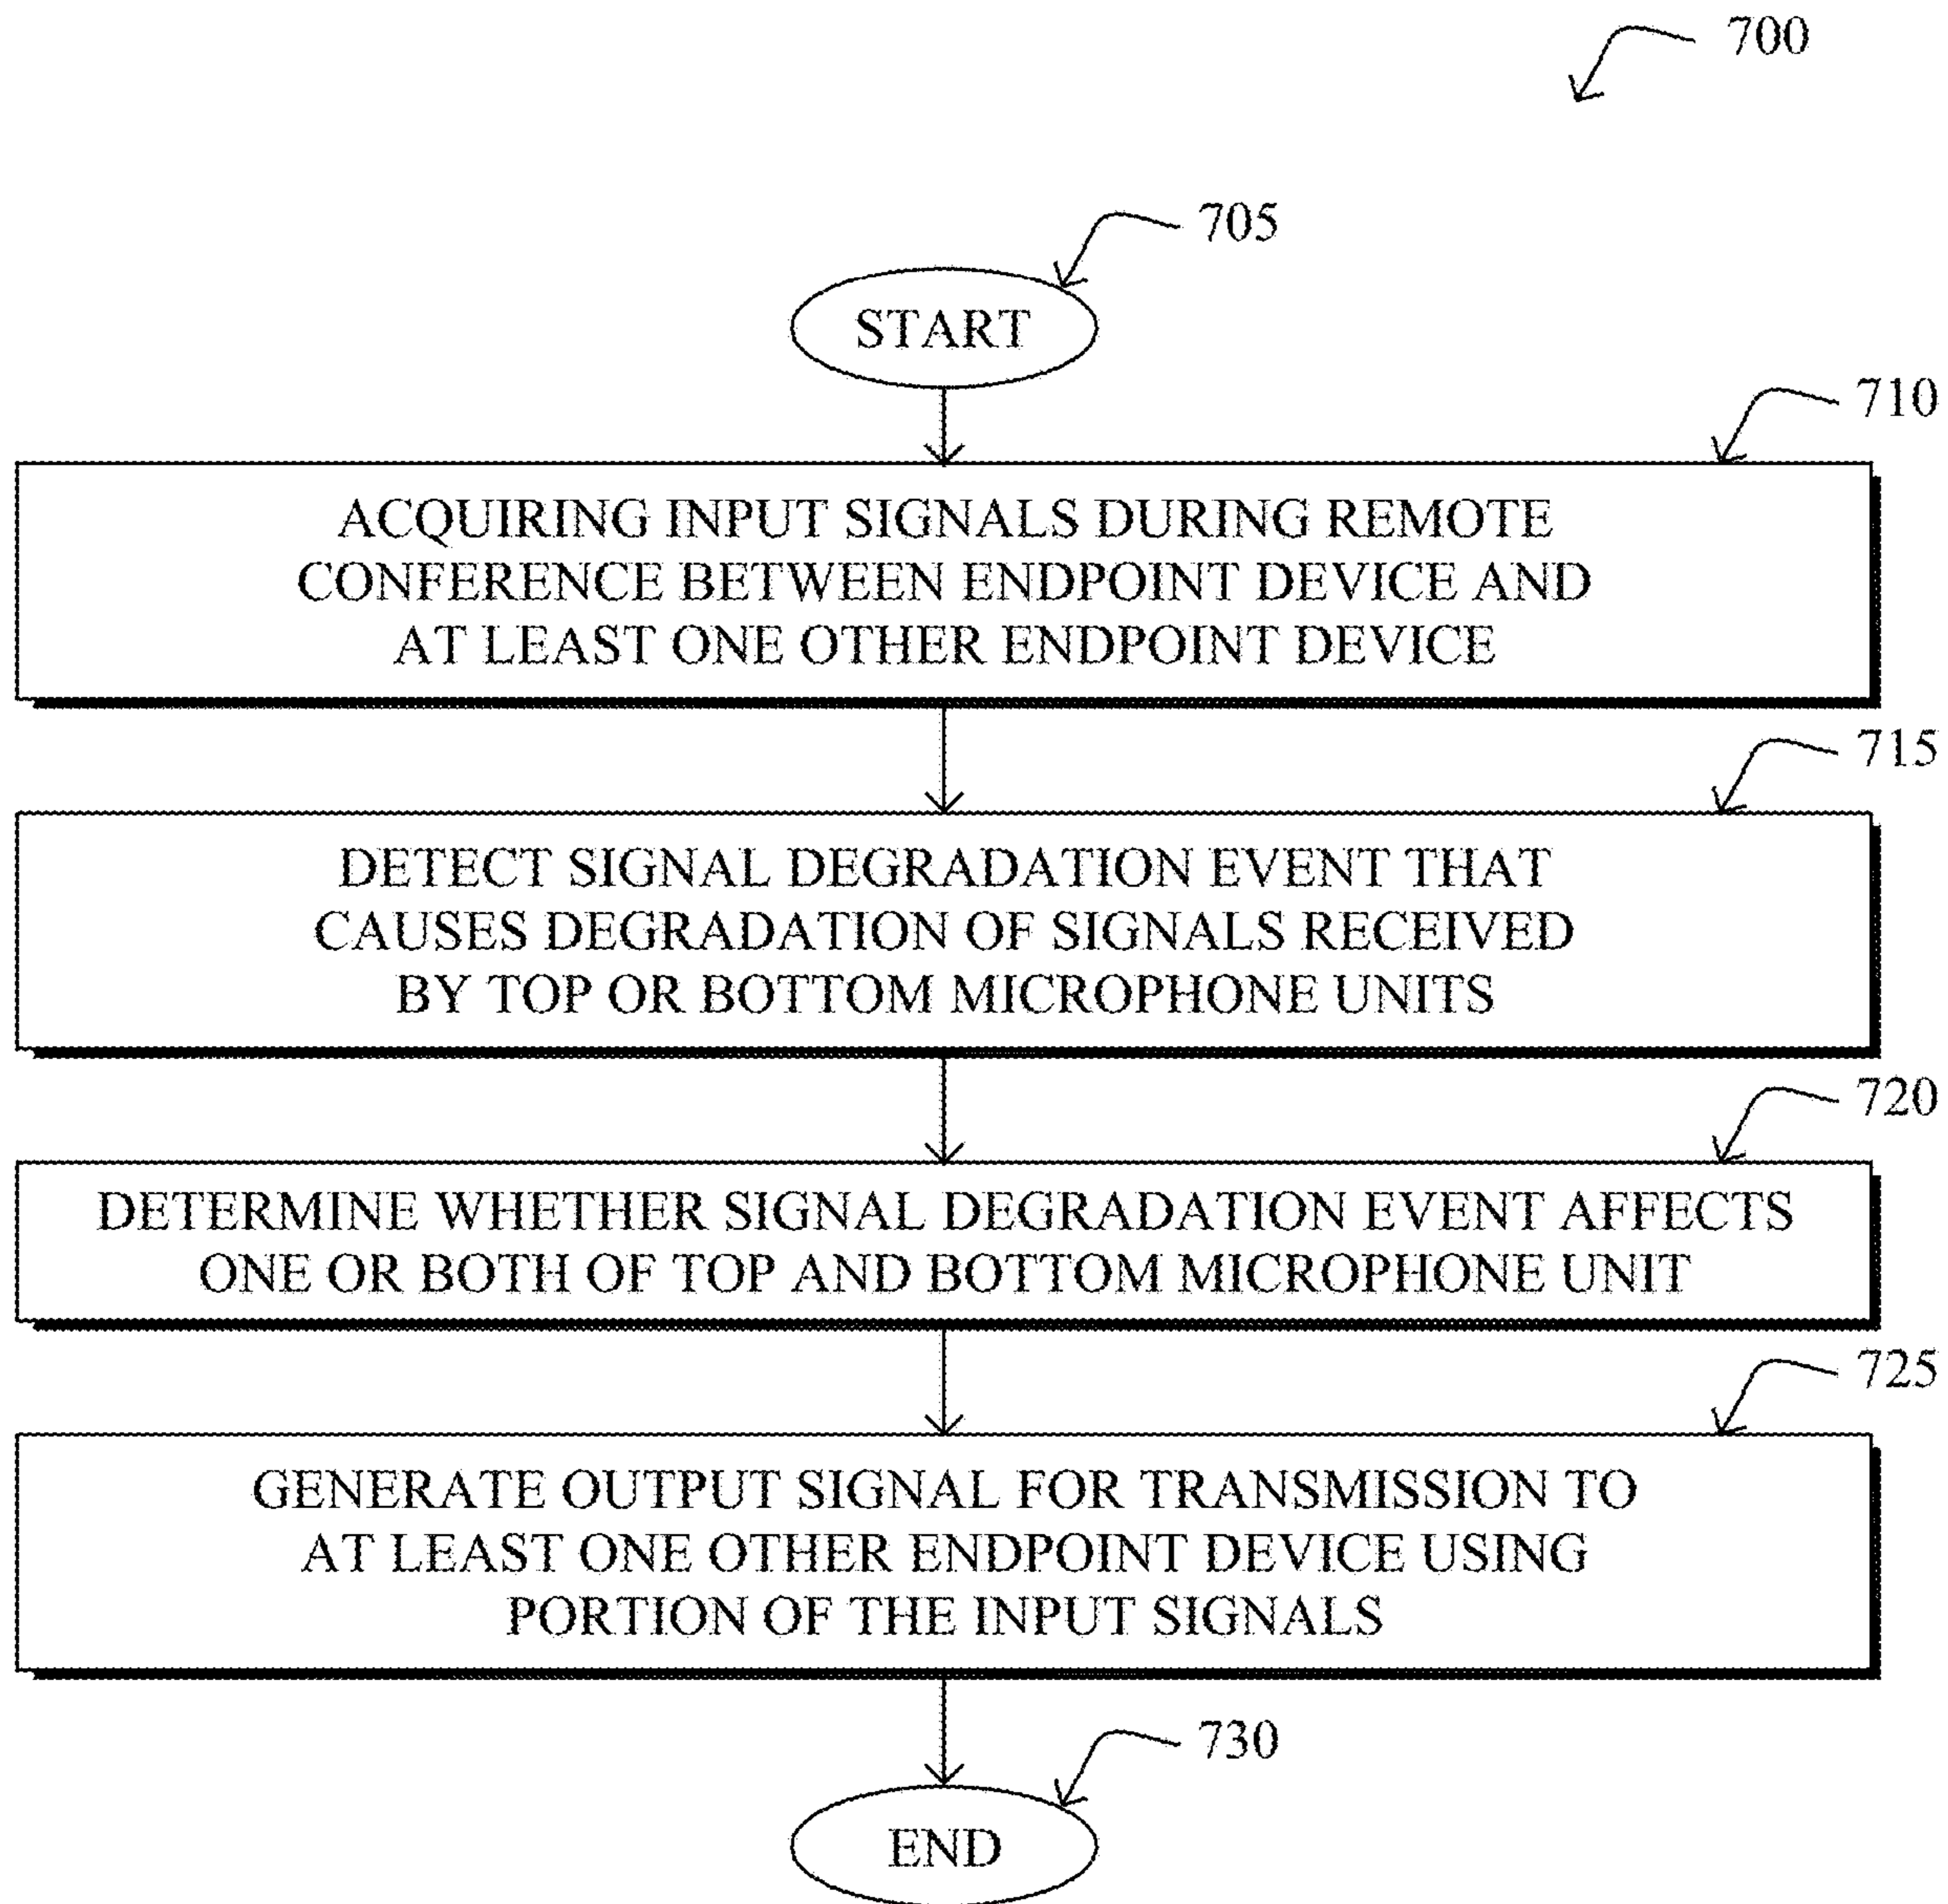 700
705
START
710
ACQUIRING INPUT SIGNALS DURING REMOTE
CONFERENCE BETWEEN ENDPOINT DEVICE AND
AT LEAST ONE OTHER ENDPOINT DEVICE
715
DETECT SIGNAL DEGRADATION EVENT THAT
CAUSES DEGRADATION OF SIGNALS RECEIVED
BY TOP OR BOTTOM MICROPHONE UNITS
720
DETERMINE WHETHER SIGNAL DEGRADATION EVENT AFFECTS
ONE OR BOTH OF TOP AND BOTTOM MICROPHONE UNIT
725
GENERATE OUTPUT SIGNAL FOR TRANSMISSION TO
AT LEAST ONE OTHER ENDPOINT DEVICE USING
PORTION OF THE INPUT SIGNALS
730
END